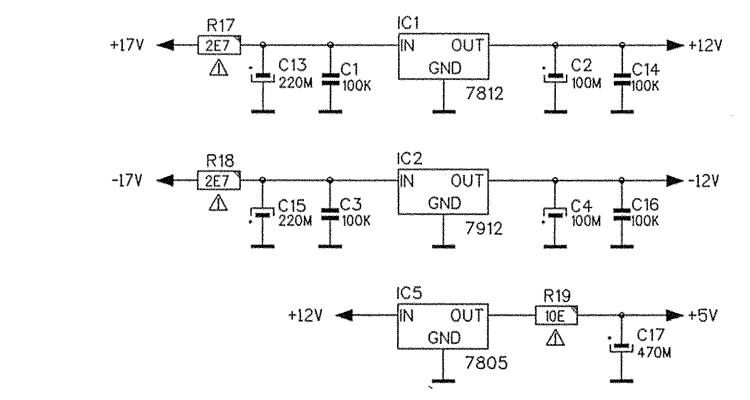 R17
IC1
+17V
2E7
IN OUT
+12V
GND
C13
220M
C1
100K
C2
100M
C14
100K
7812
R18
IC2
-17V
2E7
IN OUT
-12V
GND
C15
220M
C3
100K
C4
100M
C16
100K
7912
IC5
R19
+12V
IN OUT
10E
+5V
GND
C17
470M
7805